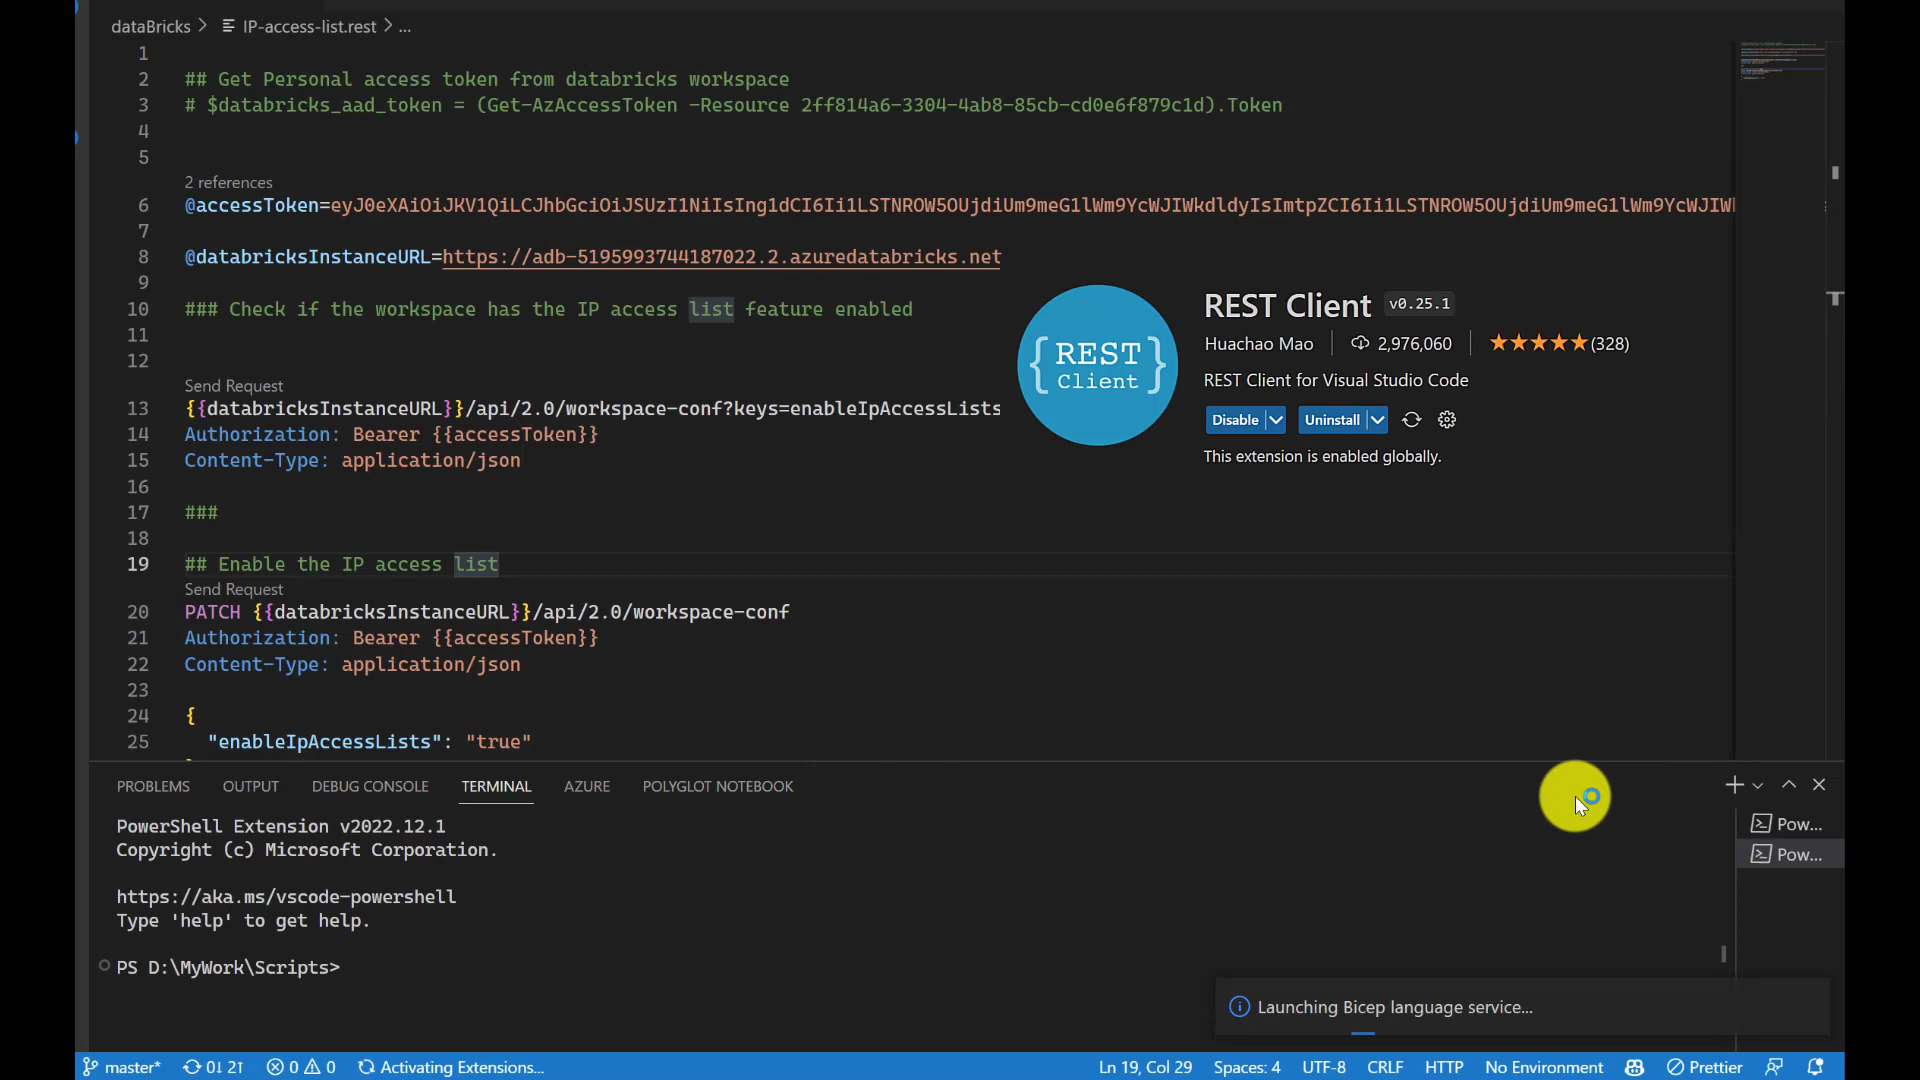 dataBricks > IP-access-list.rest > ...
1
2 ## Get Personal access token from databricks workspace
3 # $databricks_aad_token = (Get-AzAccessToken -Resource 2ff814a6-3304-4ab8-85cb-cd0e6f879c1d).Token
4
5
2 references
6 @accessToken=eyJ0eXAiOiJKV1QiLCJhbGciOiJSUzI1NiIsIng1dCI6Ii1LSTNROW5OUjdiUm9meG1lWm9YcWJIWkdldyIsImtpZCI6Ii1LSTNROW5OUjdiUm9meG1lWm9YcWJIW
7
8 @databricksInstanceURL=https://adb-5195993744187022.2.azuredatabricks.net
9
10 ### Check if the workspace has the IP access list feature enabled
11
12
Send Request
13 {{databricksInstanceURL}}/api/2.0/workspace-conf?keys=enableIpAccessLists
14 Authorization: Bearer {{accessToken}}
15 Content-Type: application/json
16
17 ###
18
19 ## Enable the IP access list
Send Request
20 PATCH {{databricksInstanceURL}}/api/2.0/workspace-conf
21 Authorization: Bearer {{accessToken}}
22 Content-Type: application/json
23
24 {
25 "enableIpAccessLists": "true"
{REST}
Client
REST Client v0.25.1
Huachao Mao 2,976,060 (328)
REST Client for Visual Studio Code
Disable Uninstall
This extension is enabled globally.
PROBLEMS OUTPUT DEBUG CONSOLE TERMINAL AZURE POLYGLOT NOTEBOOK
PowerShell Extension v2022.12.1
Copyright (c) Microsoft Corporation.
https://aka.ms/vscode-powershell
Type 'help' to get help.
PS D:\MyWork\Scripts>
Pow...
Pow...
Launching Bicep language service...
master* 0↓ 2↑ 0 0 Activating Extensions... Ln 19, Col 29 Spaces: 4 UTF-8 CRLF HTTP No Environment Prettier